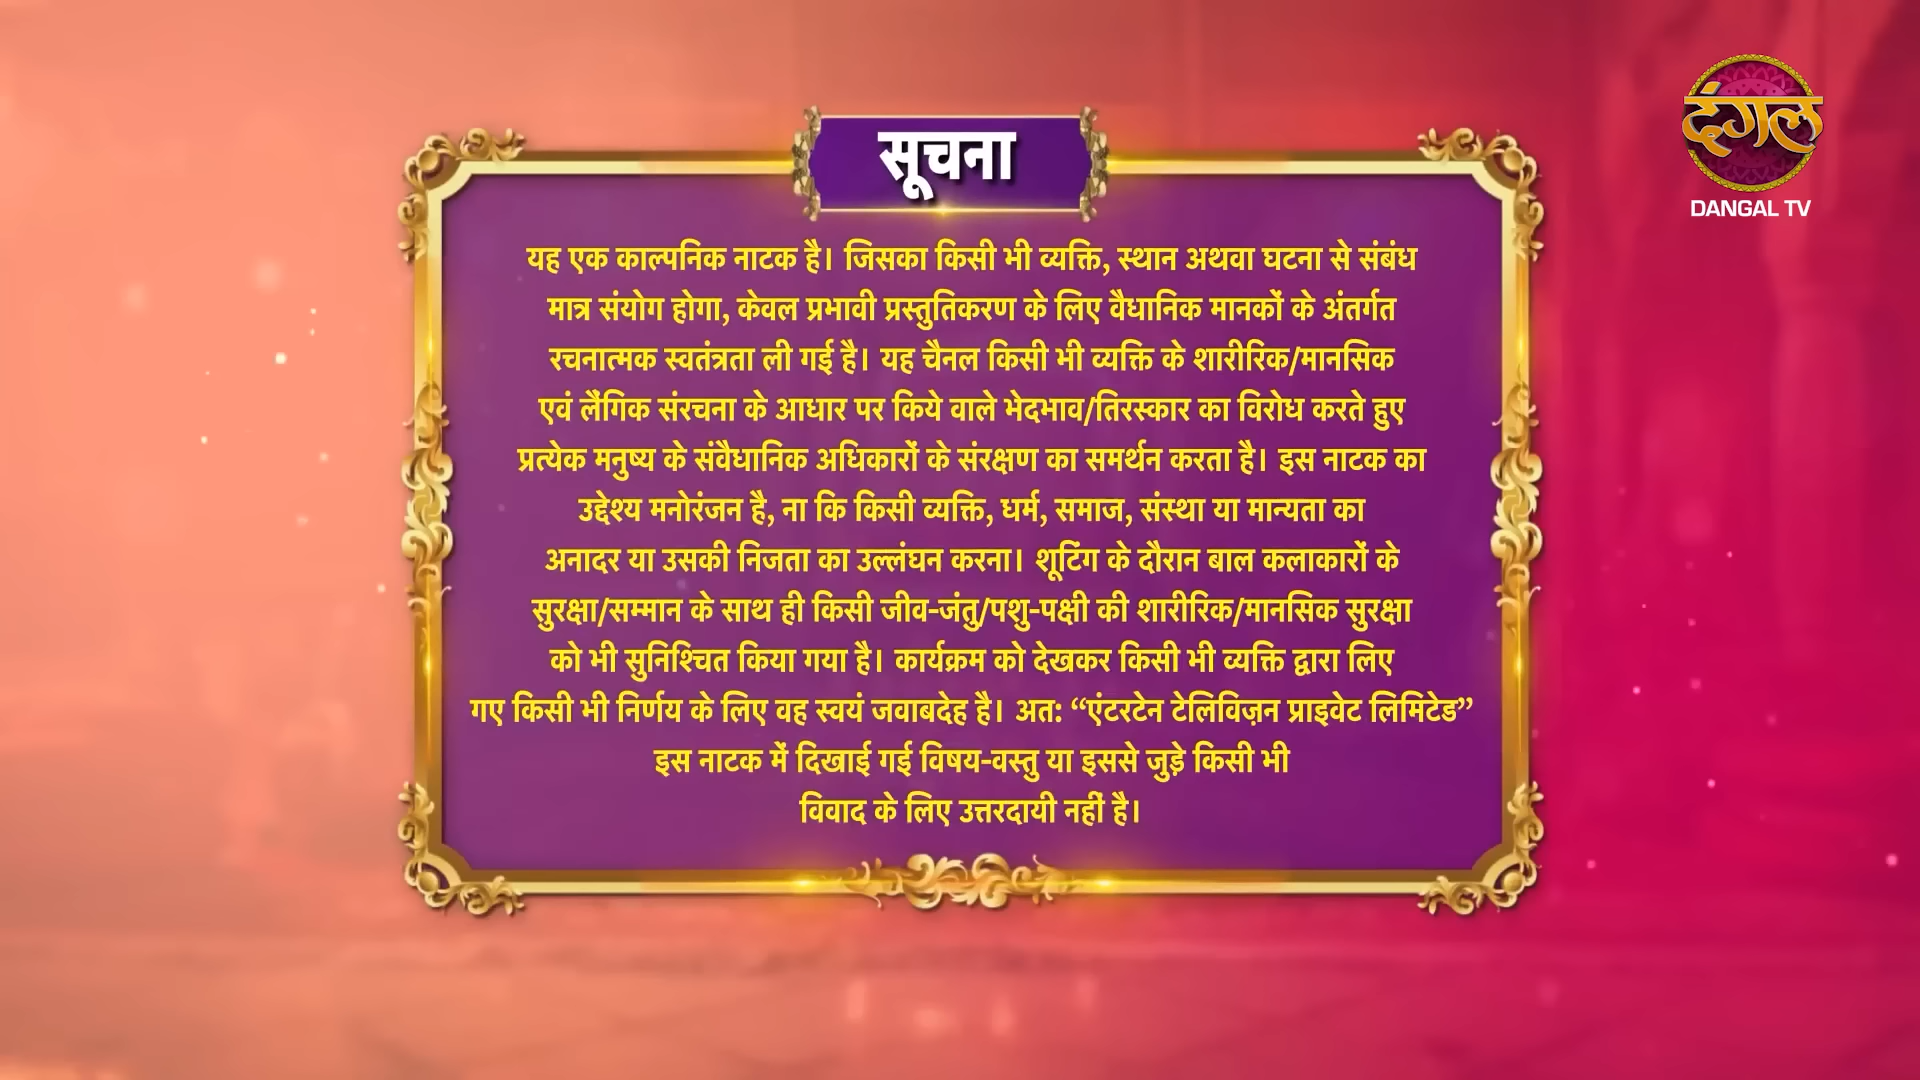 दंगल
DANGAL TV
सूचना
यह एक काल्पनिक नाटक है। जिसका किसी भी व्यक्ति, स्थान अथवा घटना से संबंध
मात्र संयोग होगा, केवल प्रभावी प्रस्तुतिकरण के लिए वैधानिक मानकों के अंतर्गत
रचनात्मक स्वतंत्रता ली गई है। यह चैनल किसी भी व्यक्ति के शारीरिक/मानसिक
एवं लैंगिक संरचना के आधार पर किये वाले भेदभाव/तिरस्कार का विरोध करते हुए
प्रत्येक मनुष्य के संवैधानिक अधिकारों के संरक्षण का समर्थन करता है। इस नाटक का
उद्देश्य मनोरंजन है, ना कि किसी व्यक्ति, धर्म, समाज, संस्था या मान्यता का
अनादर या उसकी निजता का उल्लंघन करना। शूटिंग के दौरान बाल कलाकारों के
सुरक्षा/सम्मान के साथ ही किसी जीव-जंतु/पशु-पक्षी की शारीरिक/मानसिक सुरक्षा
को भी सुनिश्चित किया गया है। कार्यक्रम को देखकर किसी भी व्यक्ति द्वारा लिए
गए किसी भी निर्णय के लिए वह स्वयं जवाबदेह है। अत: “एंटरटेन टेलिविज़न प्राइवेट लिमिटेड”
इस नाटक में दिखाई गई विषय-वस्तु या इससे जुड़े किसी भी
विवाद के लिए उत्तरदायी नहीं है।